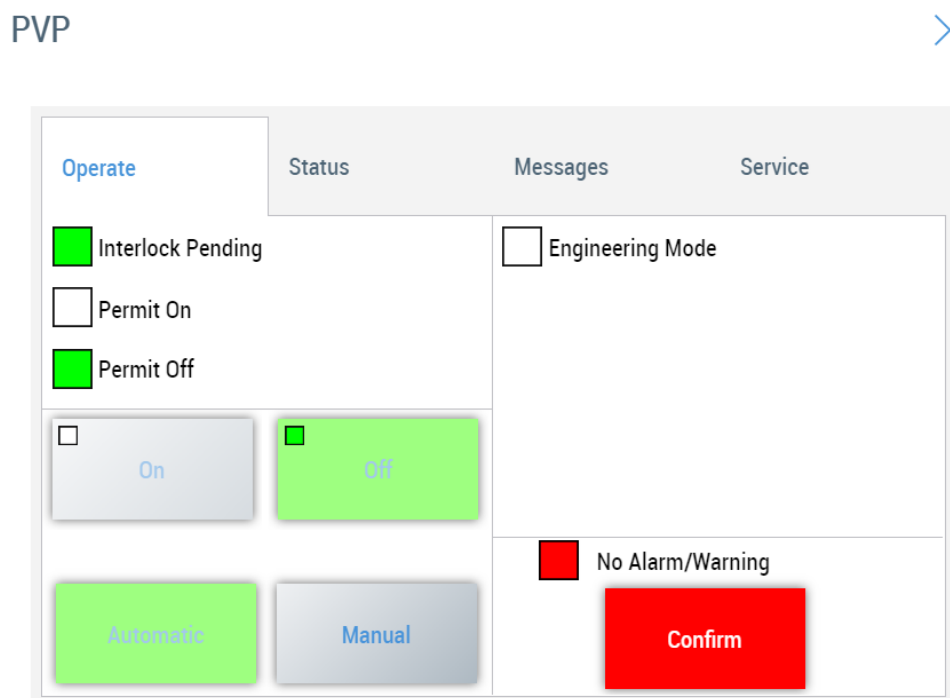 PVP
Operate
Status
Messages
Service
Interlock Pending
Permit On
Permit Off
Engineering Mode
On
Off
No Alarm/Warning
Automatic
Manual
Confirm